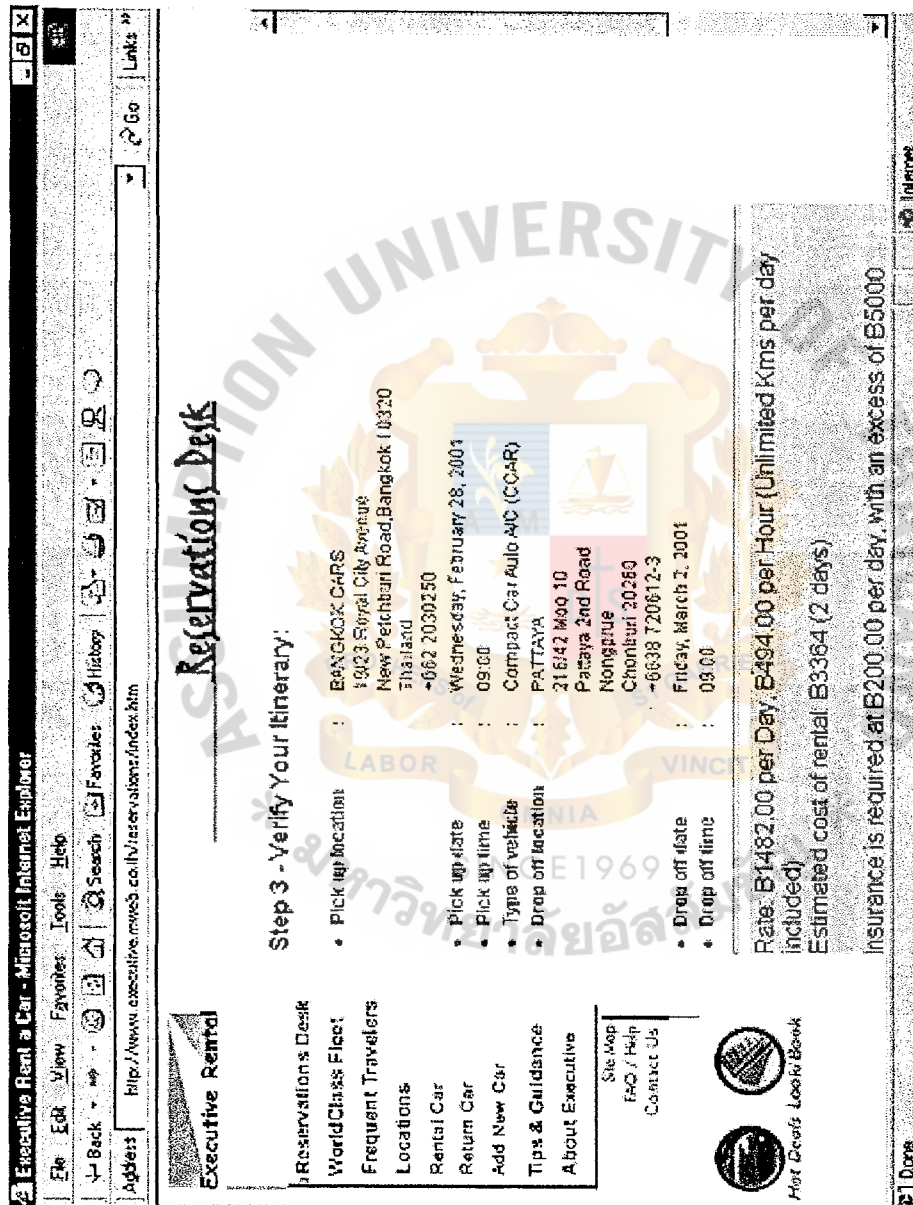 Executive Rent a Car - Microsoft Internet Explorer
File Edit View Favorites Tools Help
Back Search Favorites History
Address http://www.executive.mweb.co.th/reservations/index.htm Go Links »
Executive Rental
Reservations Desk
WorldClass Fleet
Frequent Travelers
Locations
Rental Car
Return Car
Add New Car
Tips & Guidance
About Executive
Site Map
FAQ / Help
Contact Us
Hot Deals Look Book
Reservations Desk
Step 3 - Verify Your Itinerary:
• Pick up location : BANGKOK CARS
Royal City Avenue
New Petchburi Road,Bangkok 10320
Thailand
+662 2030250
• Pick up date : Wednesday, February 28, 2001
• Pick up time : 09:00
• Type of vehicle : Compact Car Auto A/C (CCAR)
• Drop off location : PATTAYA
216/42 Moo 10
Pattaya 2nd Road
Nongprue
Chonburi 20260
+6638 720612-3
• Drop off date : Friday, March 2, 2001
• Drop off time : 09:00
Rate: B1482.00 per Day, B494.00 per Hour (Unlimited Kms per day
included)
Estimated cost of rental: B3364 (2 days)
Insurance is required at B200.00 per day, with an excess of B5000
Done Internet
ASSUMPTION UNIVERSITY OF
LABOR
VINCIT
OMNIA
SINCE1969